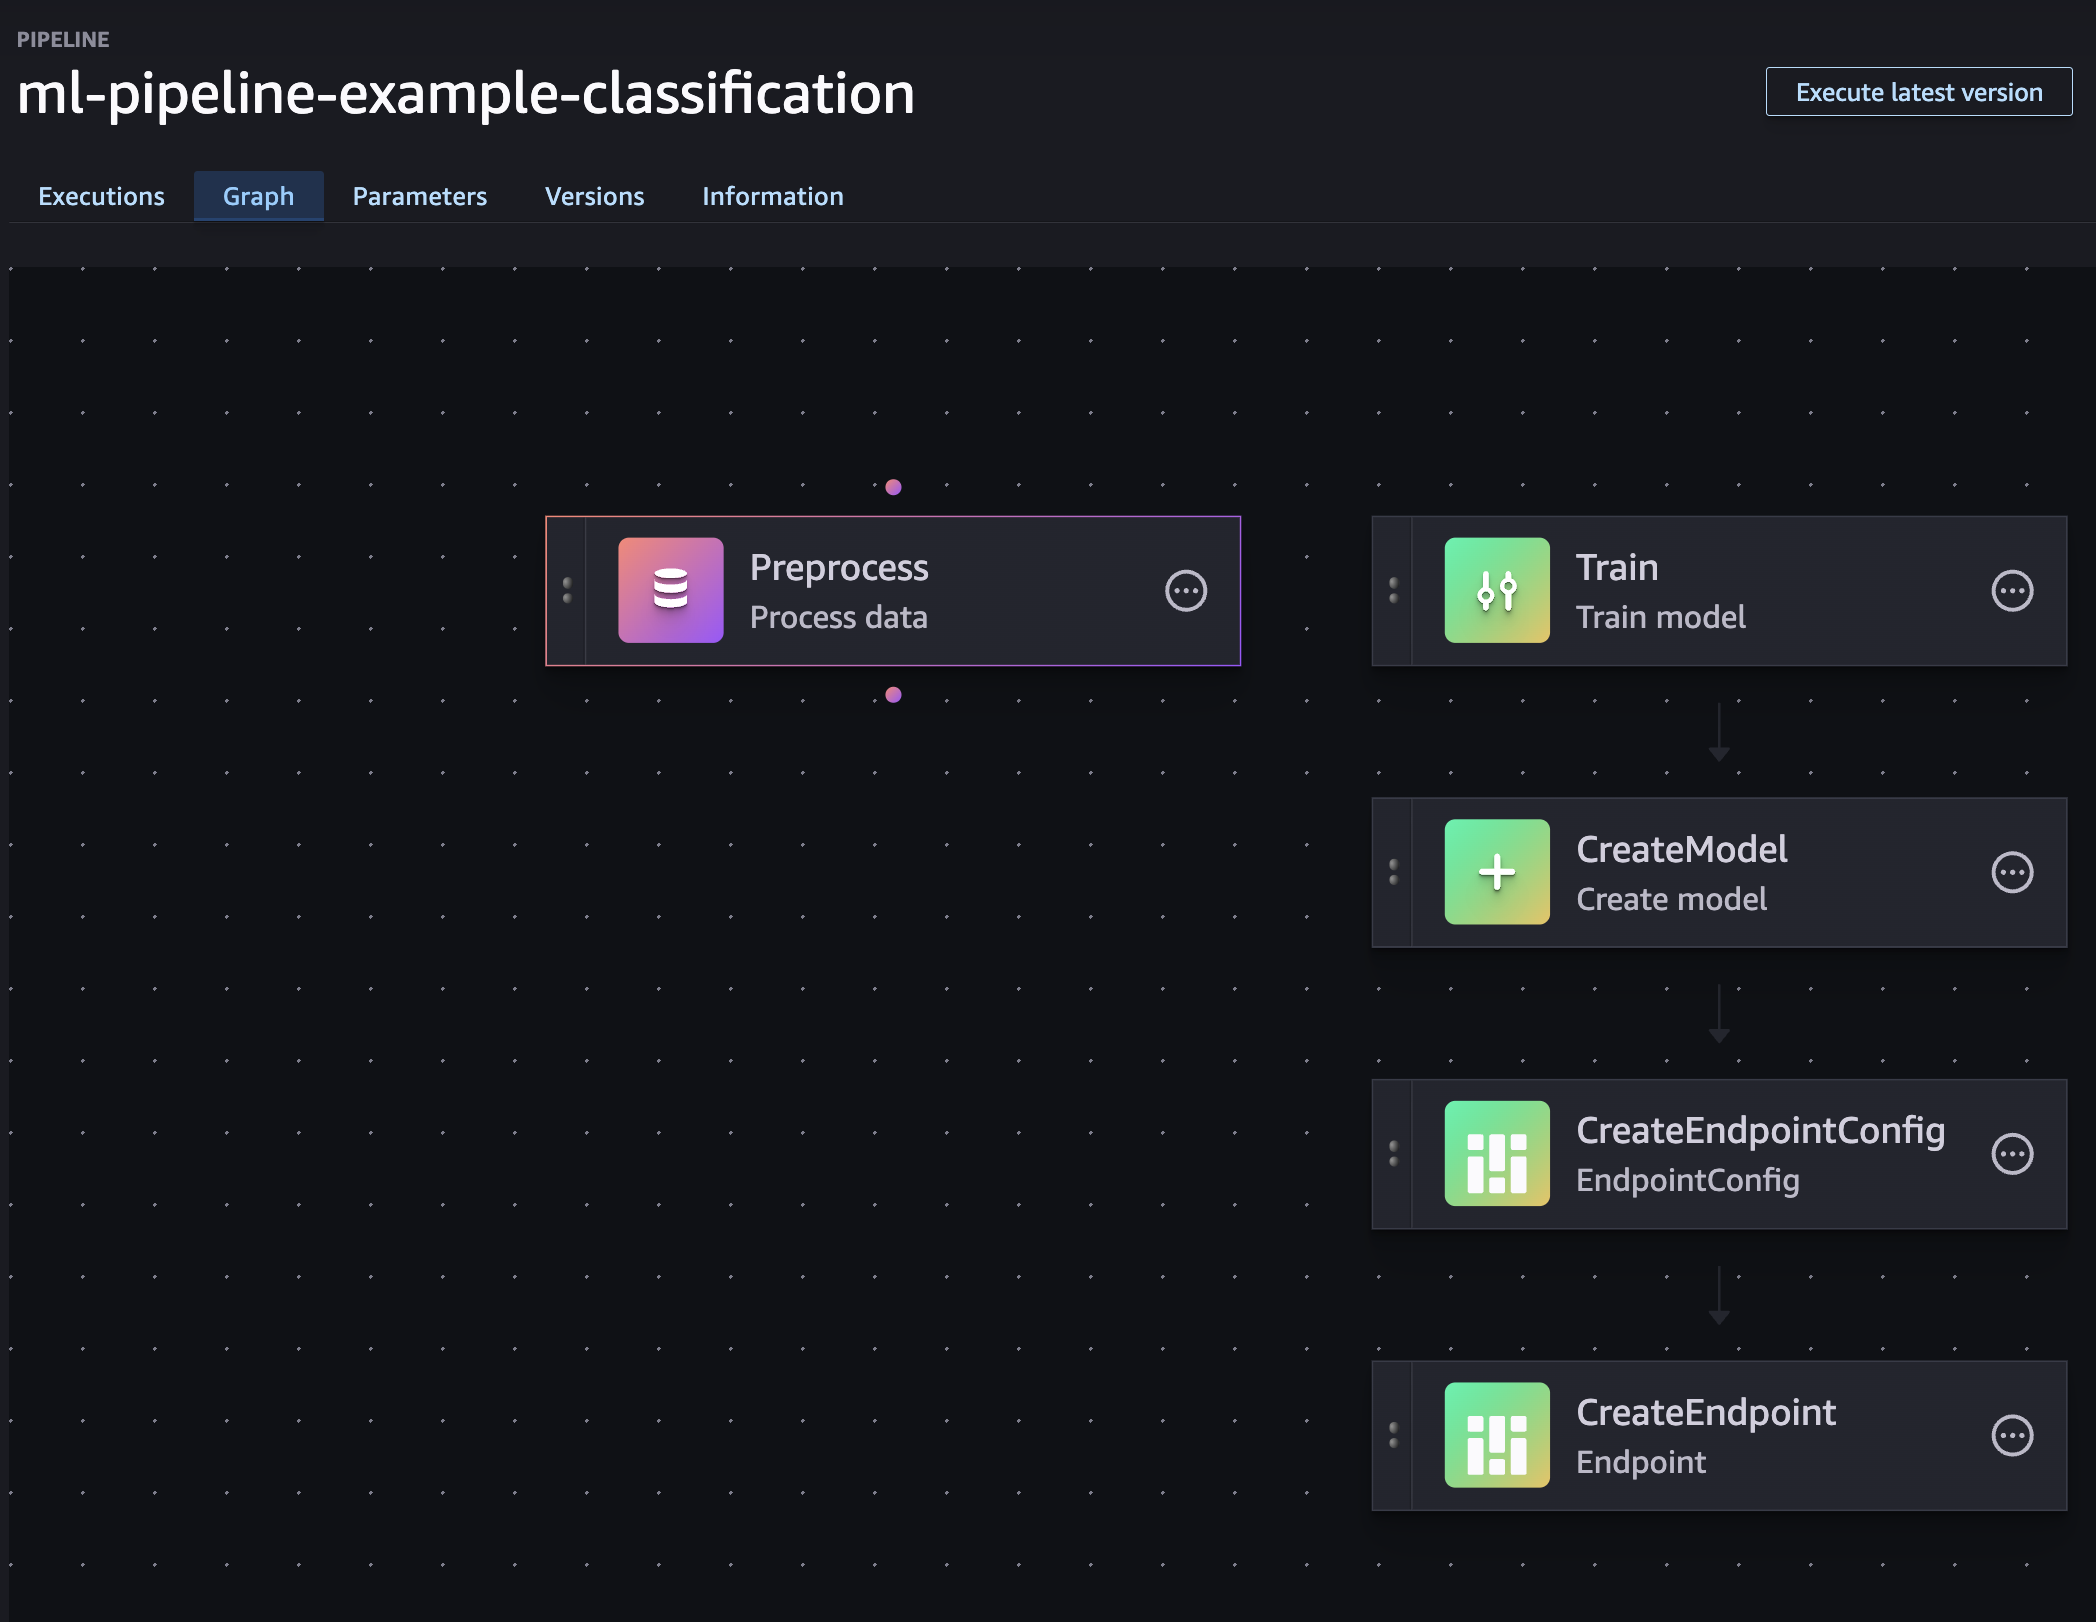 PIPELINE
ml-pipeline-example-classification
Execute latest version
Executions
Graph
Parameters
Versions
Information
Preprocess
Process data
Train
Train model
CreateModel
Create model
CreateEndpointConfig
EndpointConfig
CreateEndpoint
Endpoint